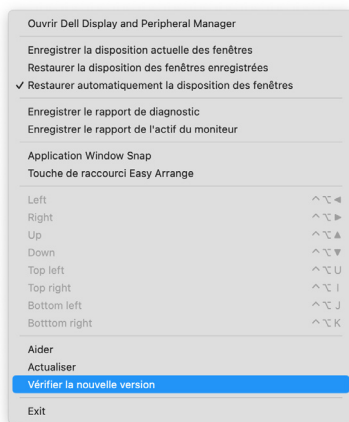 Ouvrir Dell Display and Peripheral Manager
Enregistrer la disposition actuelle des fenêtres
Restaurer la disposition des fenêtres enregistrées
✓ Restaurer automatiquement la disposition des fenêtres
Enregistrer le rapport de diagnostic
Enregistrer le rapport de l'actif du moniteur
Application Window Snap
Touche de raccourci Easy Arrange
Left ^⌥◀
Right ^⌥▶
Up ^⌥▲
Down ^⌥▼
Top left ^⌥U
Top right ^⌥I
Bottom left ^⌥J
Botttom right ^⌥K
Aider
Actualiser
Vérifier la nouvelle version
Exit